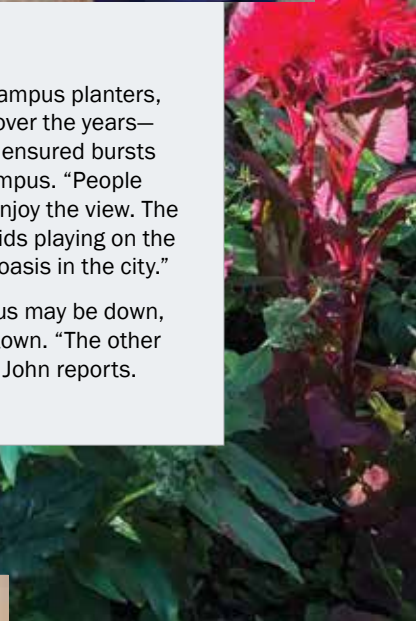 ampus planters,
over the years—
ensured bursts
mpus. “People
njoy the view. The
ids playing on the
oasis in the city.”
us may be down,
own. “The other
John reports.